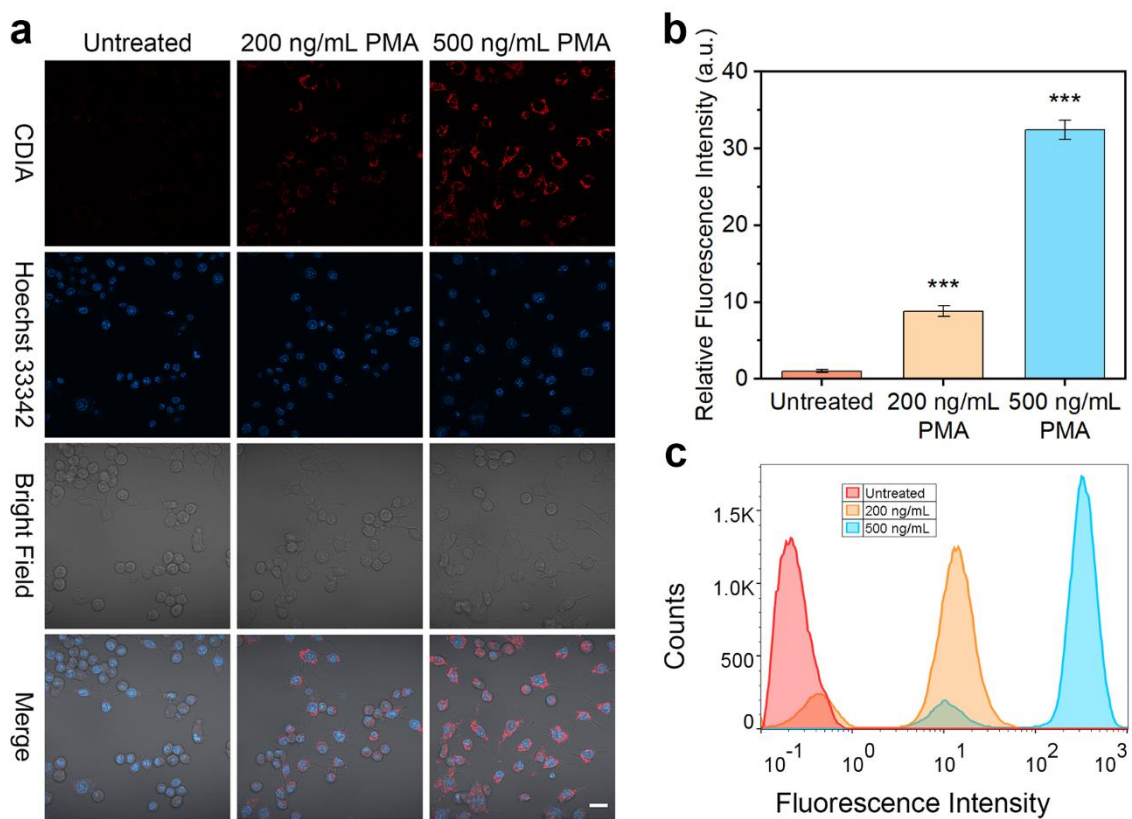 a
Untreated
200 ng/mL PMA
500 ng/mL PMA
CDIA
Hoechst 333342
Bright Field
Merge
b
Relative Fluorescence Intensity (a.u.)
40
30
20
10
0
***
***
Untreated
200 ng/mL
PMA
500 ng/mL
PMA
c
Counts
1.5K
1.0K
500
0
Untreated
200 ng/mL
500 ng/mL
10-1
100
101
102
103
Fluorescence Intensity